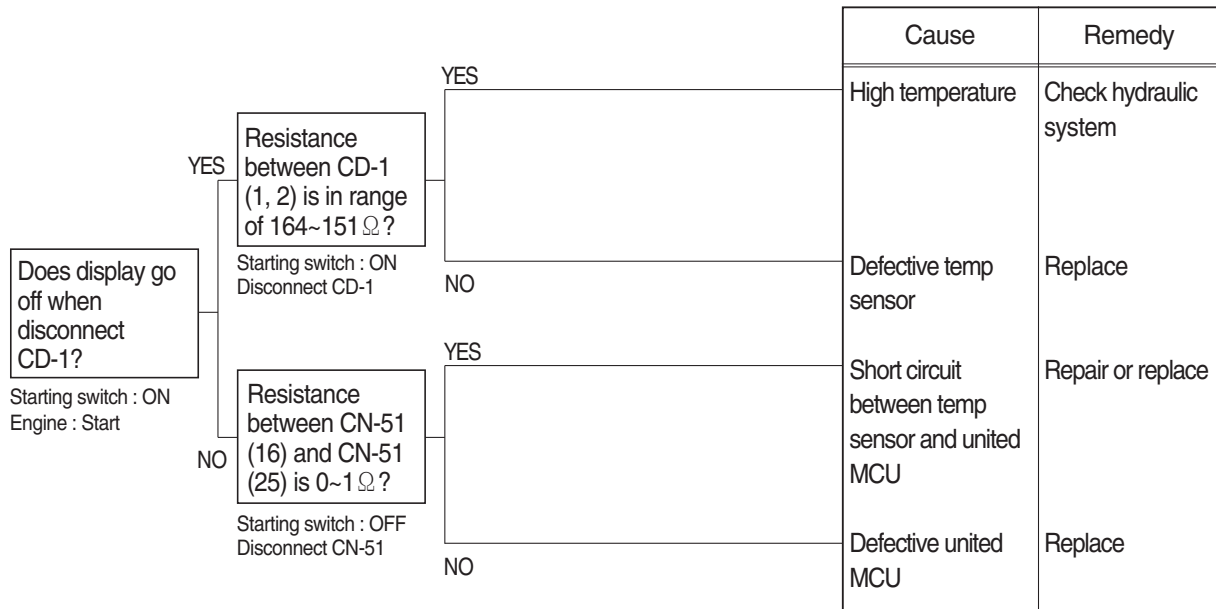 Does display go
off when
disconnect
CD-1?
Starting switch : ON
Engine : Start
YES
Resistance
between CD-1
(1, 2) is in range
of 164~151Ω?
Starting switch : ON
Disconnect CD-1
NO
Resistance
between CN-51
(16) and CN-51
(25) is 0~1Ω?
Starting switch : OFF
Disconnect CN-51
YES
NO
YES
NO
Cause
Remedy
High temperature
Check hydraulic
system
Defective temp
sensor
Replace
Short circuit
between temp
sensor and united
MCU
Repair or replace
Defective united
MCU
Replace